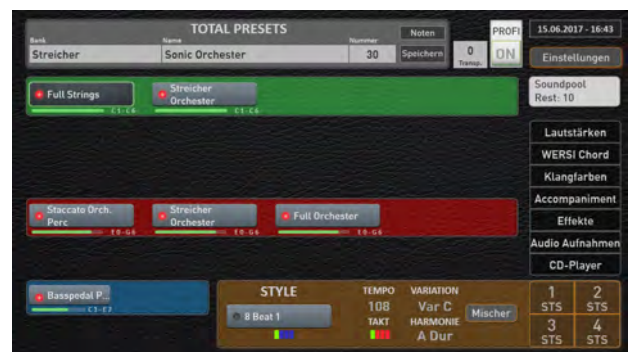 TOTAL PRESETS
Bank Name Nummer
Streicher Sonic Orchester 30
Noten
Speichern
0
Transp.
PROFI
ON
15.06.2017 - 16:43
Einstellungen
Full Strings
C1-C6
Streicher
Orchester
C1-C6
Soundpool
Rest: 10
Lautstärken
WERSI Chord
Klangfarben
Accompaniment
Effekte
Audio Aufnahmen
CD-Player
Staccato Orch.
Perc
E0-G6
Streicher
Orchester
E0-G6
Full Orchester
E0-G6
Basspedal P...
STYLE
8 Beat 1
TEMPO
108
TAKT
VARIATION
Var C
HARMONIE
A Dur
Mischer
1
STS
2
STS
3
STS
4
STS